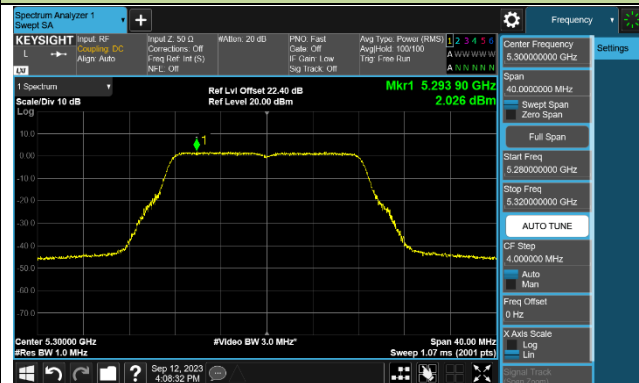 Spectrum Analyzer 1
Swept SA
Frequency
KEYSIGHT
L
Input: RF
Coupling: DC
Align: Auto
Input Z: 50 Ω
Corrections: Off
Freq Ref: Int (S)
NFE: Off
#Atten: 20 dB
PNO: Fast
Gate: Off
IF Gain: Low
Sig Track: Off
Avg Type: Power (RMS)
Avg|Hold: 100/100
Trig: Free Run
1 2 3 4 5 6
A W W W W W
A N N N N N
Center Frequency
5.300000000 GHz
Settings
Span
40.0000000 MHz
Swept Span
Zero Span
Full Span
Start Freq
5.280000000 GHz
Stop Freq
5.320000000 GHz
AUTO TUNE
CF Step
4.000000 MHz
Auto
Man
Freq Offset
0 Hz
X Axis Scale
Log
Lin
Signal Track
1 Spectrum
Scale/Div 10 dB
Log
Ref Lvl Offset 22.40 dB
Ref Level 20.00 dBm
Mkr1 5.293 90 GHz
2.026 dBm
1
10.0
0.00
-10.0
-20.0
-30.0
-40.0
-50.0
-60.0
-70.0
Center 5.30000 GHz
#Res BW 1.0 MHz
#Video BW 3.0 MHz*
Span 40.00 MHz
Sweep 1.07 ms (2001 pts)
Sep 12, 2023
4:08:32 PM